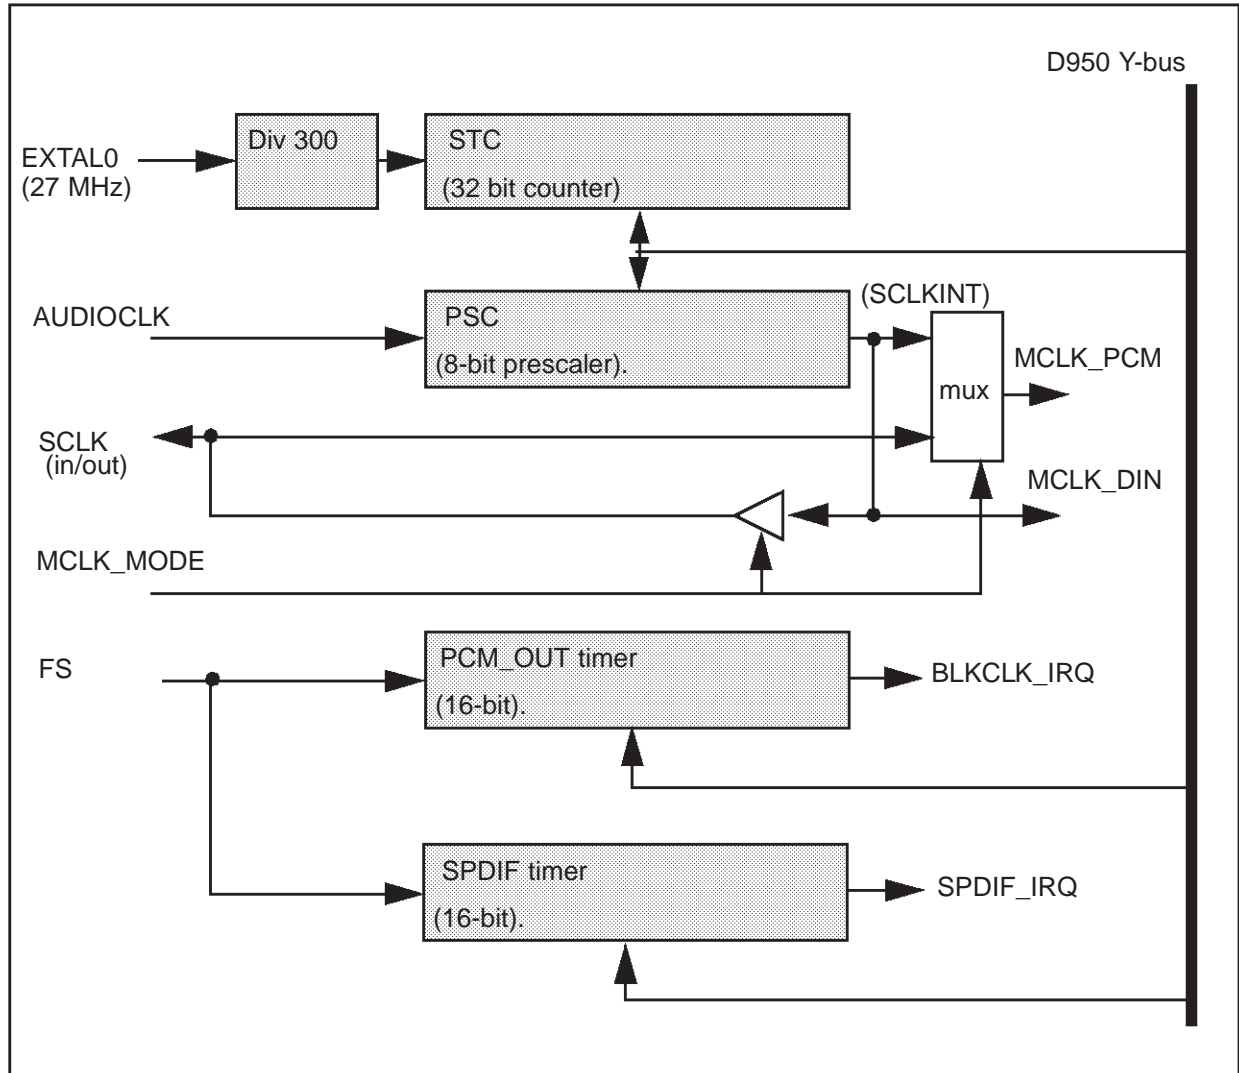 D950 Y-bus
Div 300
STC
EXTAL0
(27 MHz)
(32 bit counter)
(SCLKINT)
AUDIOCLK
PSC
(8-bit prescaler).
MCLK_PCM
mux
SCLK
(in/out)
MCLK_DIN
MCLK_MODE
FS
PCM_OUT timer
(16-bit).
BLKCLK_IRQ
SPDIF timer
(16-bit).
SPDIF_IRQ